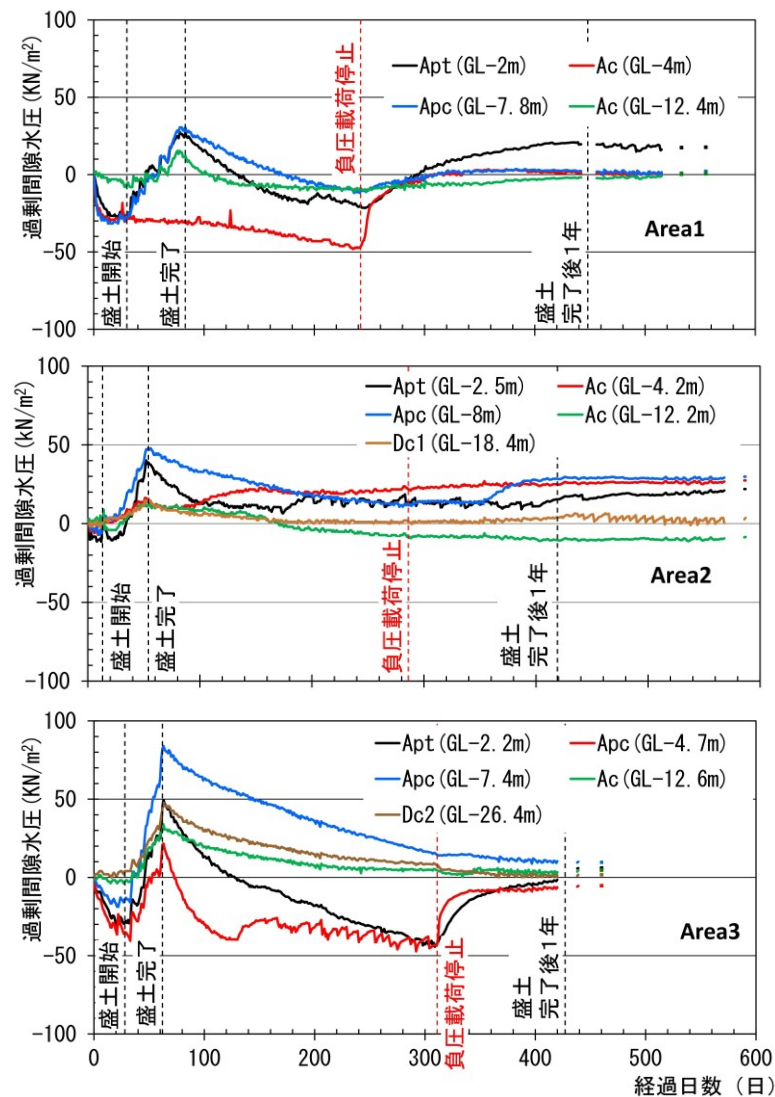 過剰間隙水圧(KN/m²)
100
50
0
-50
-100
Apt(GL-2m)
Ac(GL-4m)
Apc(GL-7.8m)
Ac(GL-12.4m)
盛土開始
盛土完了
負圧載荷停止
盛土
完了後1年
Area1
過剰間隙水圧(kN/m²)
100
50
0
-50
-100
Apt(GL-2.5m)
Ac(GL-4.2m)
Apc(GL-8m)
Ac(GL-12.2m)
Dc1(GL-18.4m)
盛土開始
盛土完了
負圧載荷停止
盛土
完了後1年
Area2
過剰間隙水圧(KN/m²)
100
50
0
-50
-100
Apt(GL-2.2m)
Apc(GL-4.7m)
Apc(GL-7.4m)
Ac(GL-12.6m)
Dc2(GL-26.4m)
盛土開始
盛土完了
負圧載荷停止
盛土
完了後1年
Area3
0 100 200 300 400 500 600
経過日数（日）